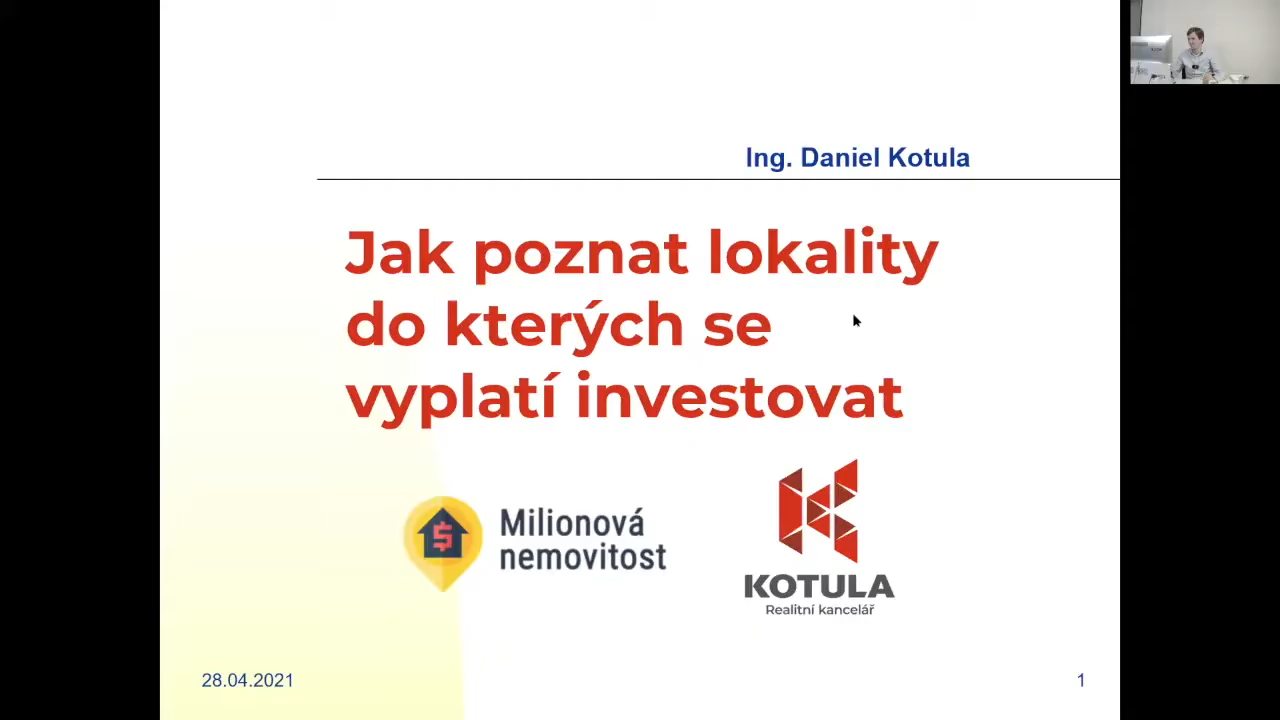 Ing. Daniel Kotula
Jak poznat lokality
do kterých se
vyplatí investovat
Milionová
nemovitost
KOTULA
Realitní kancelář
28.04.2021
1